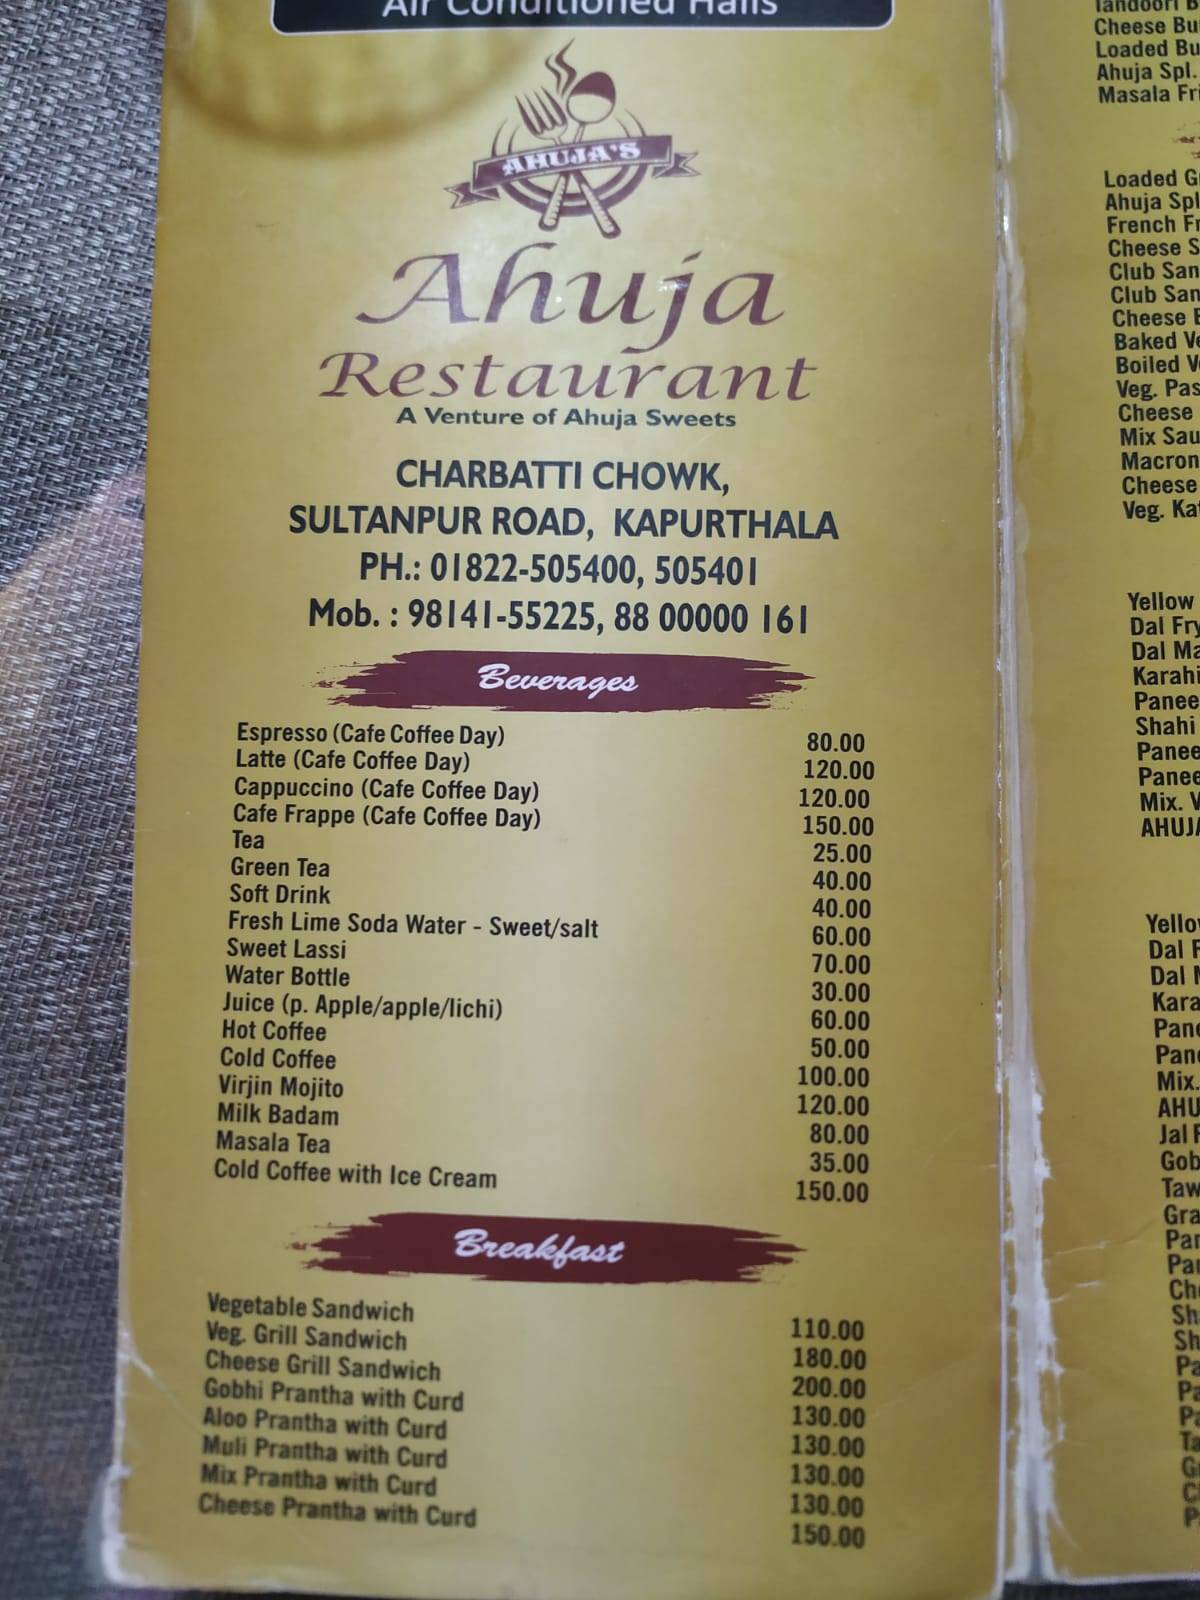 Air Conditioned Halls
AHUJA'S
Ahuja
Restaurant
A Venture of Ahuja Sweets
CHARBATTI CHOWK,
SULTANPUR ROAD, KAPURTHALA
PH.: 01822-505400, 505401
Mob. : 98141-55225, 88 00000 161
Beverages
Espresso (Cafe Coffee Day) 80.00
Latte (Cafe Coffee Day) 120.00
Cappuccino (Cafe Coffee Day) 120.00
Cafe Frappe (Cafe Coffee Day) 150.00
Tea 25.00
Green Tea 40.00
Soft Drink 40.00
Fresh Lime Soda Water - Sweet/salt 60.00
Sweet Lassi 70.00
Water Bottle 30.00
Juice (p. Apple/apple/lichi) 60.00
Hot Coffee 50.00
Cold Coffee 100.00
Virjin Mojito 120.00
Milk Badam 80.00
Masala Tea 35.00
Cold Coffee with Ice Cream 150.00
Breakfast
Vegetable Sandwich 110.00
Veg. Grill Sandwich 180.00
Cheese Grill Sandwich 200.00
Gobhi Prantha with Curd 130.00
Aloo Prantha with Curd 130.00
Muli Prantha with Curd 130.00
Mix Prantha with Curd 130.00
Cheese Prantha with Curd 150.00
Tandoori
Cheese
Loaded
Ahuja Spl.
Masala
Loaded
Ahuja Spl
French
Cheese
Club
Club
Cheese
Baked
Boiled
Veg.
Cheese
Mix
Cheese
Veg.
Yellow
Dal Fry
Dal
Karahi
Shahi
Mix.
Dal
Dal
Mix.
Jal